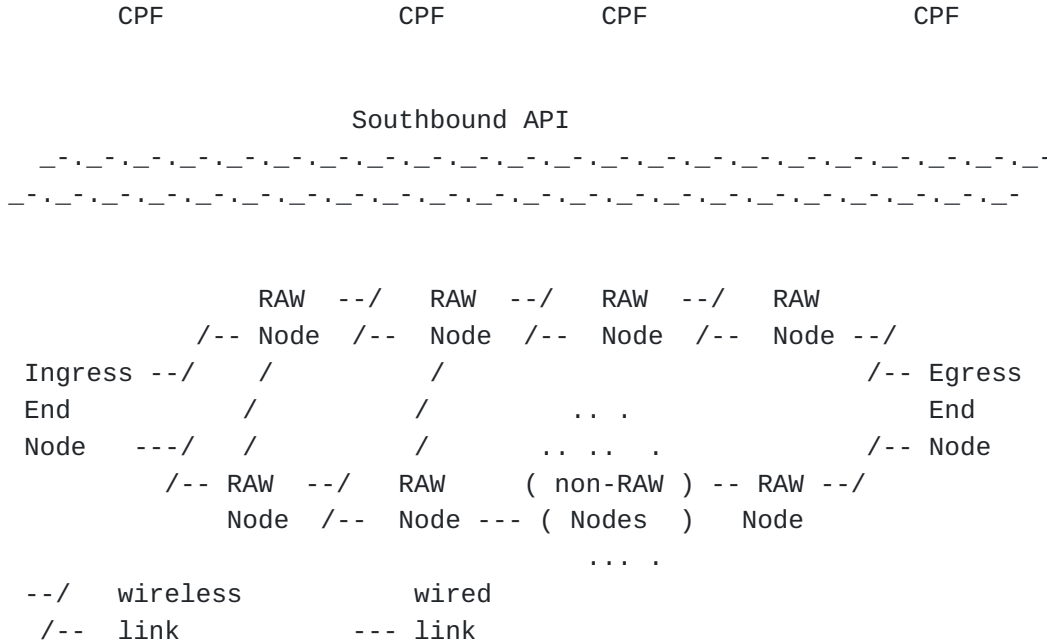 CPF CPF CPF CPF
Southbound API
_-._-._-._-._-._-._-._-._-._-._-._-._-._-._-._-._-._-._-._-._-._-
_-._-._-._-._-._-._-._-._-._-._-._-._-._-._-._-._-._-._-._-._-._-
RAW --/ RAW --/ RAW --/ RAW
/-- Node /-- Node /-- Node /-- Node --/
Ingress --/ / / /-- Egress
End / / .. . End
Node ---/ / / .. .. . /-- Node
/-- RAW --/ RAW ( non-RAW ) -- RAW --/
Node /-- Node --- ( Nodes ) Node
... .
--/ wireless wired
/-- link --- link